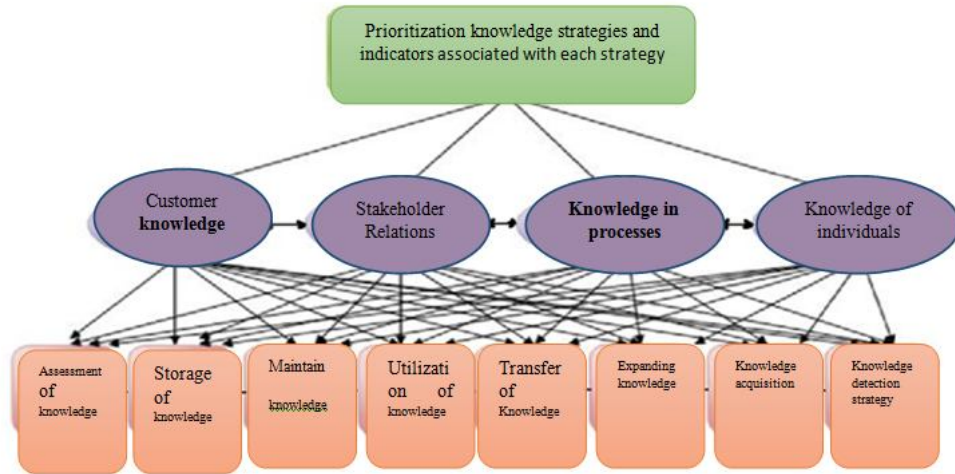 Prioritization knowledge strategies and
indicators associated with each strategy
Customer
knowledge
Stakeholder
Relations
Knowledge in
processes
Knowledge of
individuals
Assessment
of
knowledge
Storage
of
knowledge
Maintain
knowledge
Utilizati
on of
knowledge
Transfer
of
Knowledge
Expanding
knowledge
Knowledge
acquisition
Knowledge
detection
strategy